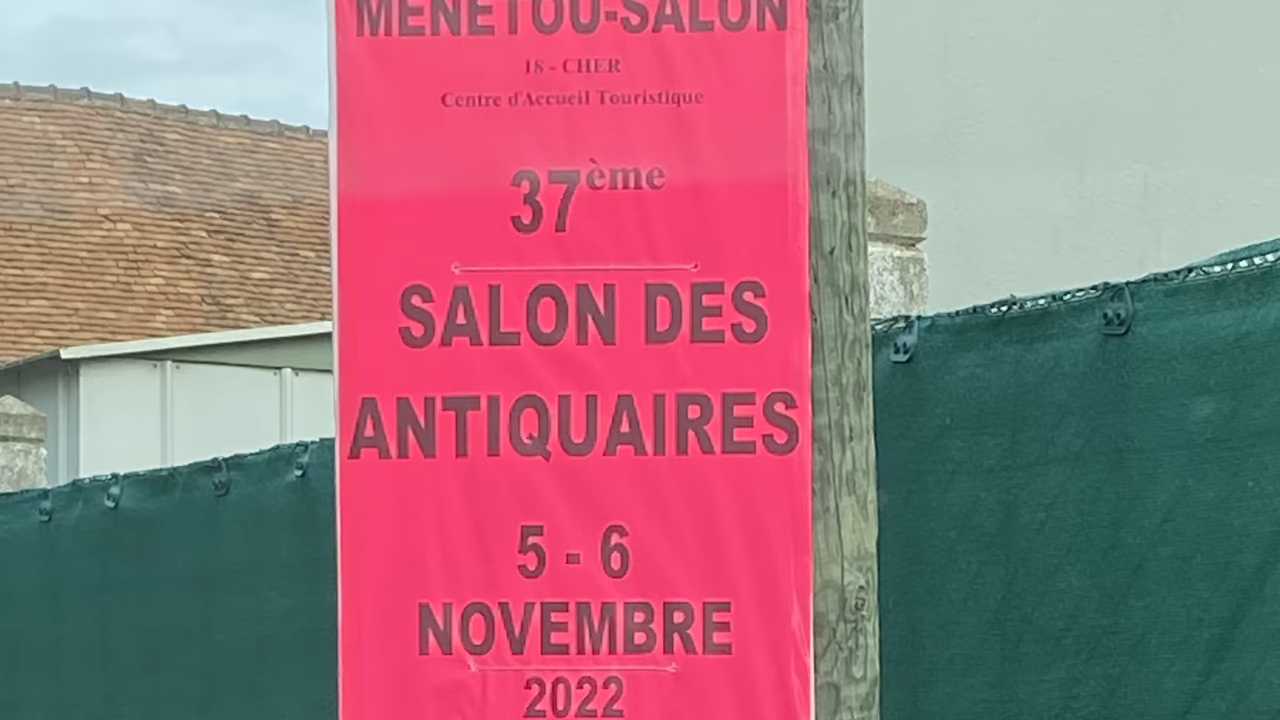 MENETOU-SALON
18 - CHER
Centre d'Accueil Touristique
37ème
SALON DES
ANTIQUAIRES
5 - 6
NOVEMBRE
2022